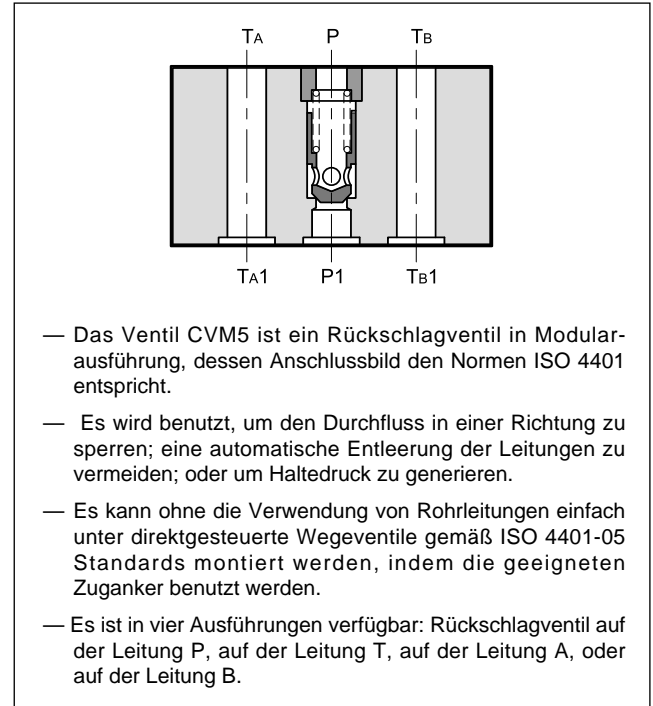 TA P TB
TA1 P1 TB1
— Das Ventil CVM5 ist ein Rückschlagventil in Modular-
ausführung, dessen Anschlussbild den Normen ISO 4401
entspricht.
— Es wird benutzt, um den Durchfluss in einer Richtung zu
sperren; eine automatische Entleerung der Leitungen zu
vermeiden; oder um Haltedruck zu generieren.
— Es kann ohne die Verwendung von Rohrleitungen einfach
unter direktgesteuerte Wegeventile gemäß ISO 4401-05
Standards montiert werden, indem die geeigneten
Zuganker benutzt werden.
— Es ist in vier Ausführungen verfügbar: Rückschlagventil auf
der Leitung P, auf der Leitung T, auf der Leitung A, oder
auf der Leitung B.